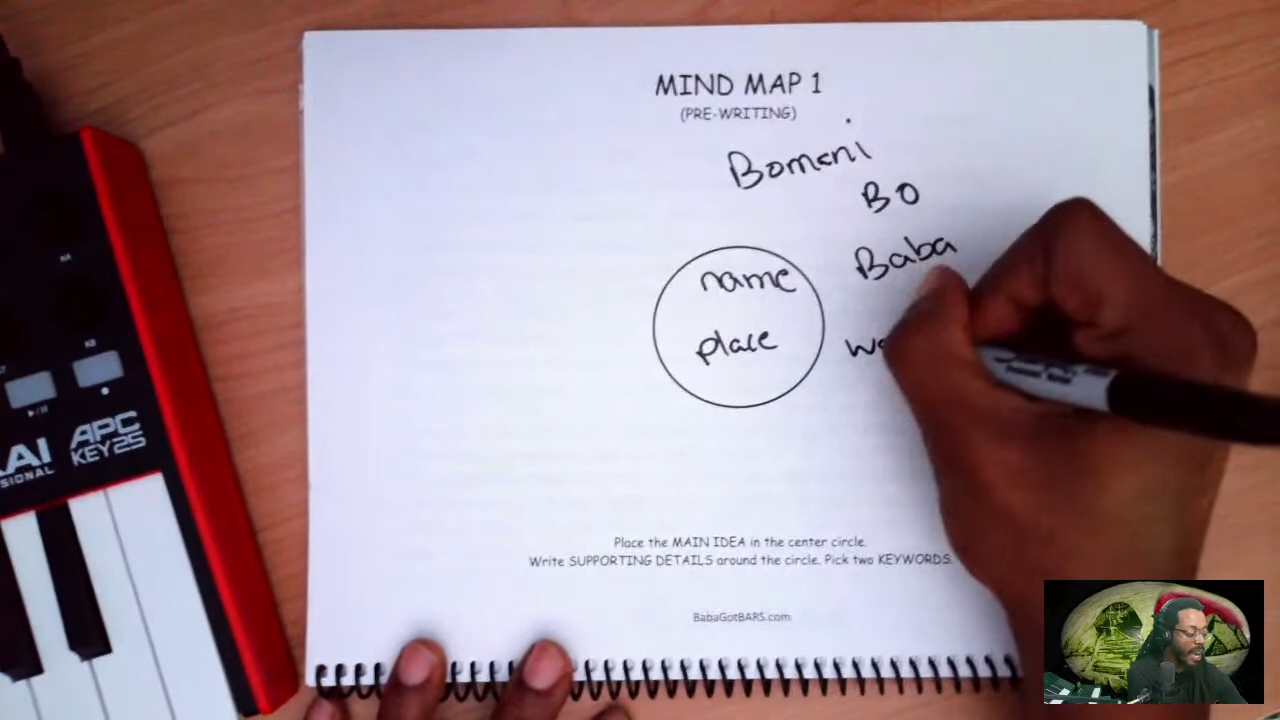 MIND MAP 1
(PRE-WRITING)
Bomani
BO
Baba
name
place
Place the MAIN IDEA in the center circle.
Write SUPPORTING DETAILS around the circle. Pick two KEYWORDS.
BabaGotBARS.com
APC
KEY25